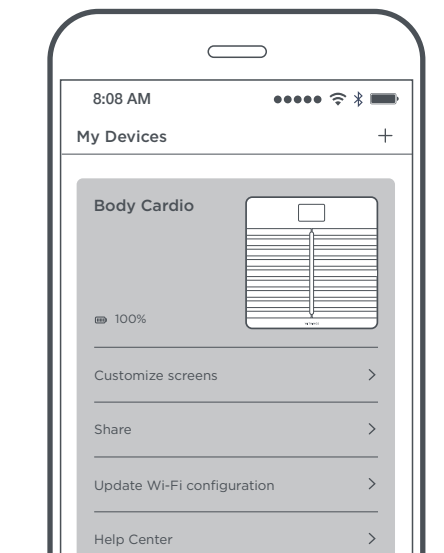 8:08 AM
My Devices
Body Cardio
100%
Customize screens
Share
Update Wi-Fi configuration
Help Center